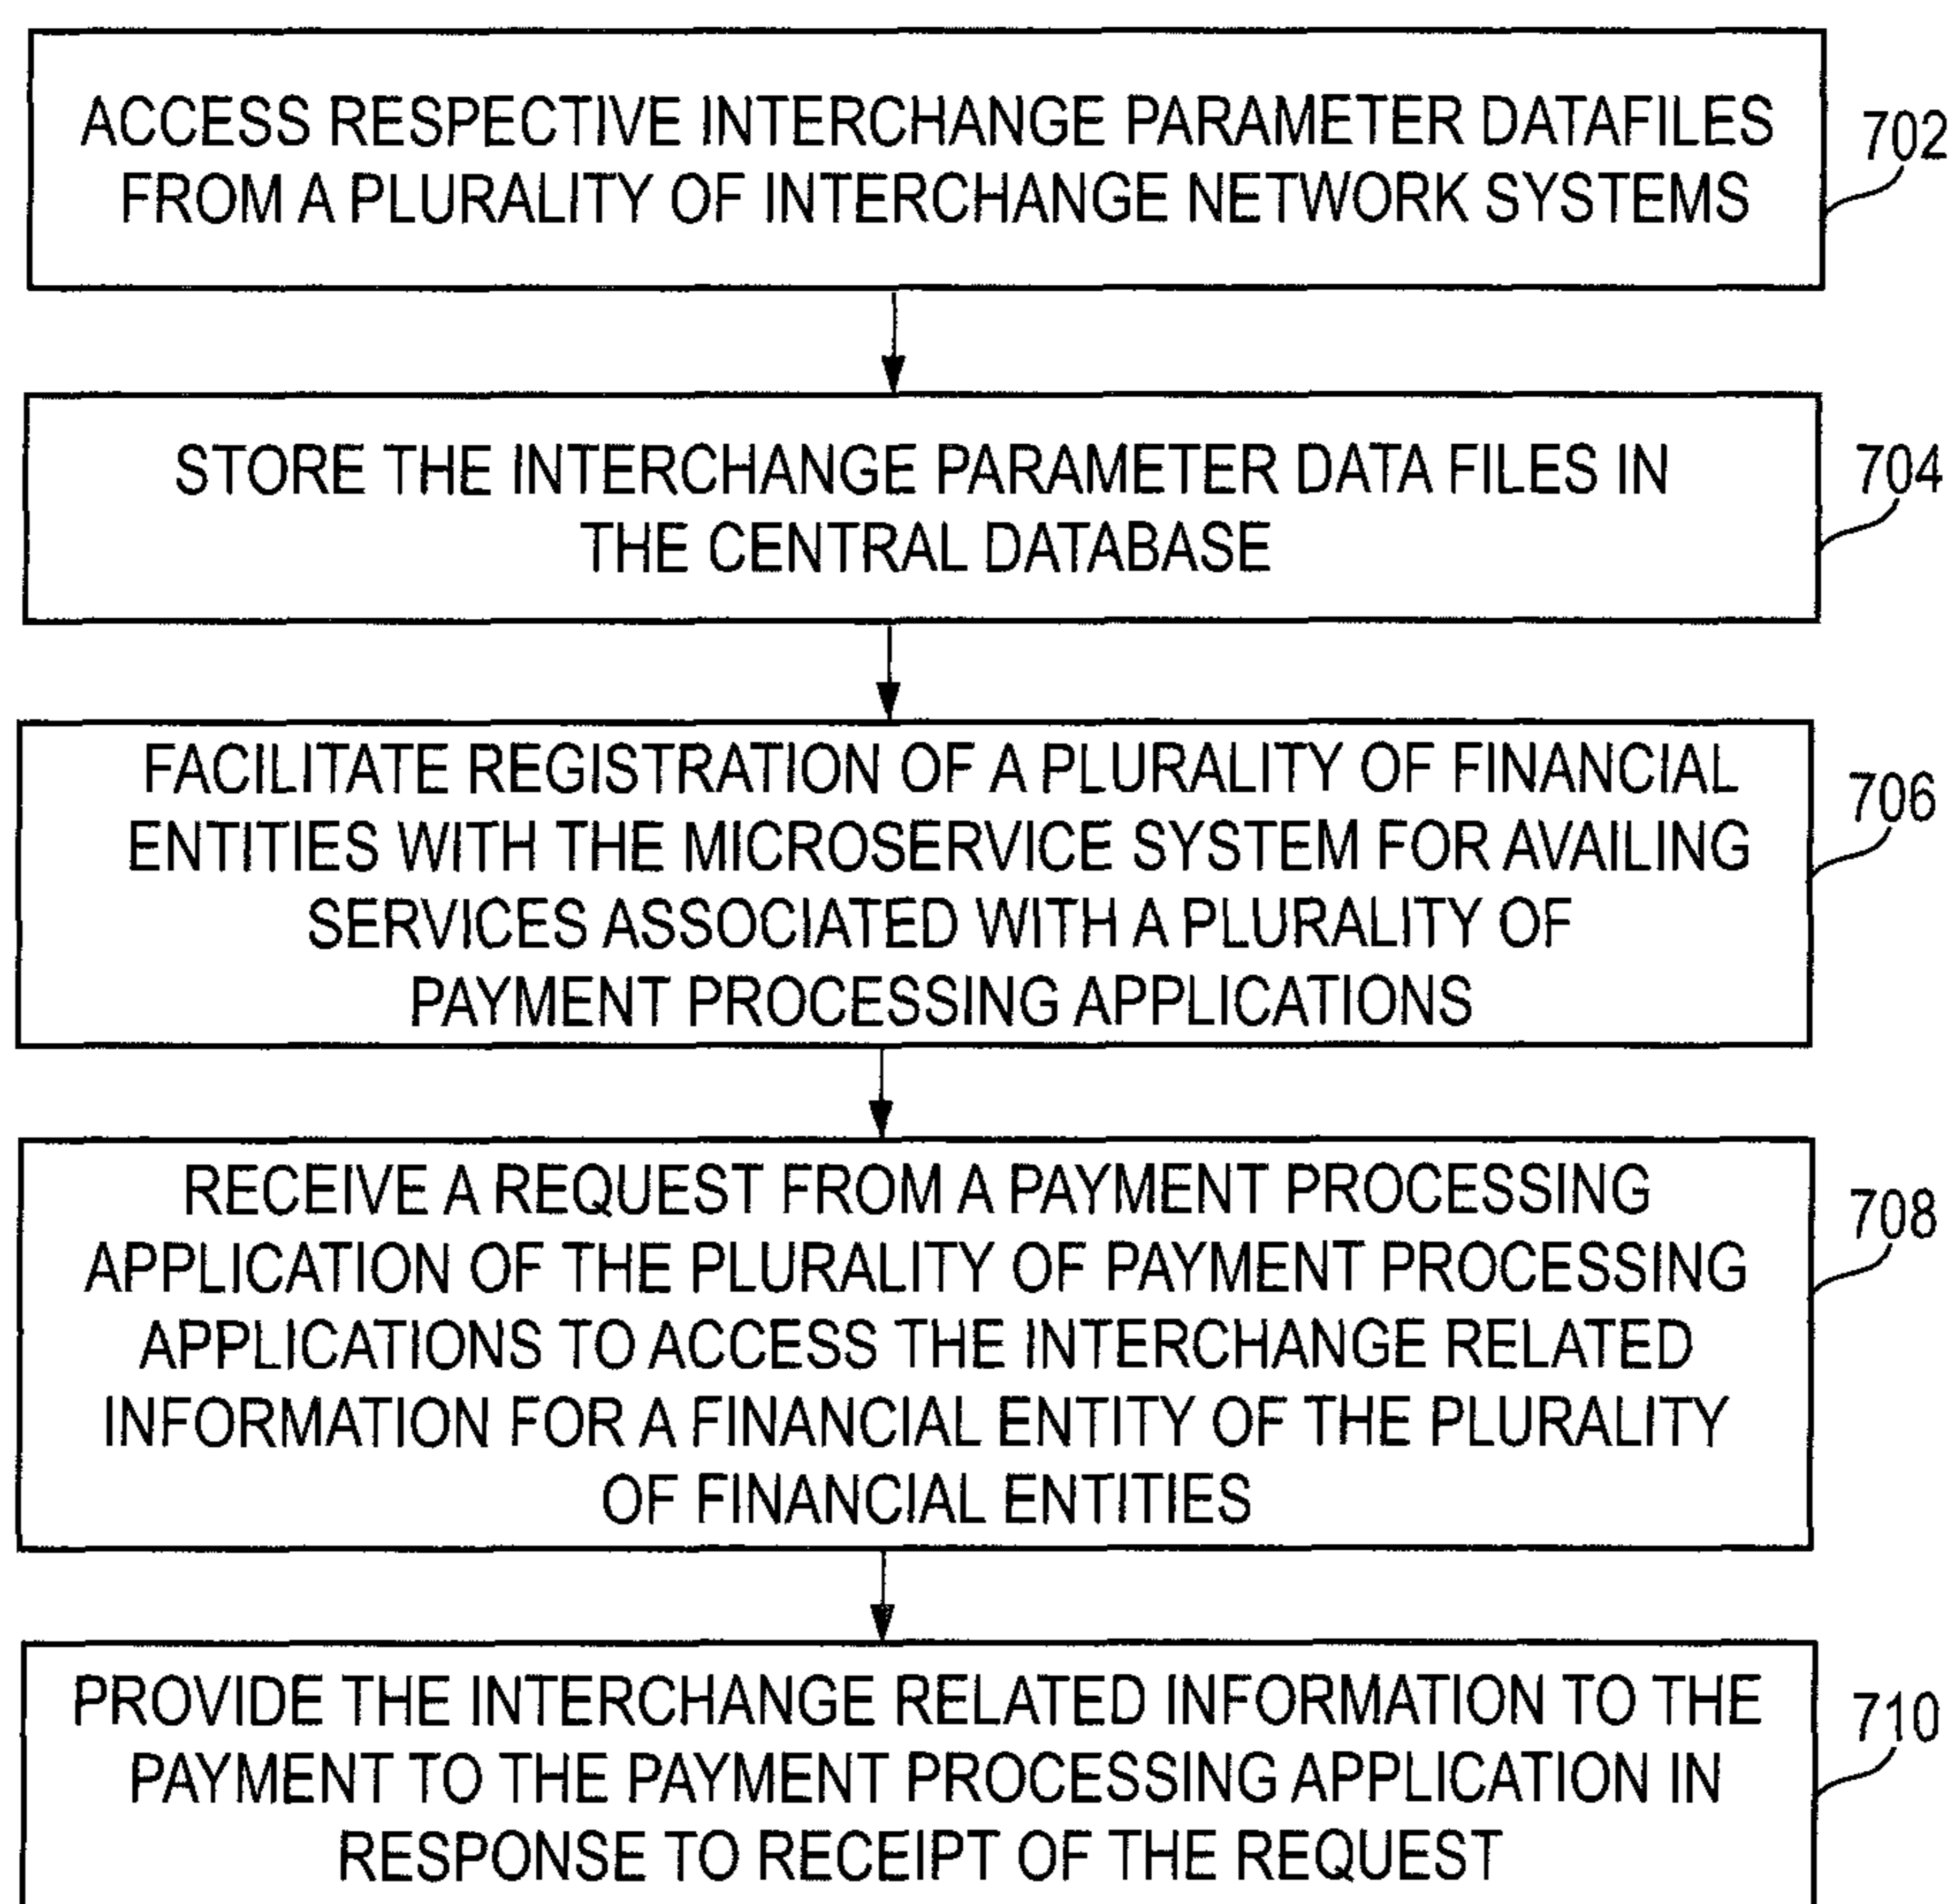 ACCESS RESPECTIVE INTERCHANGE PARAMETER DATAFILES
FROM A PLURALITY OF INTERCHANGE NETWORK SYSTEMS
702
STORE THE INTERCHANGE PARAMETER DATA FILES IN
THE CENTRAL DATABASE
704
FACILITATE REGISTRATION OF A PLURALITY OF FINANCIAL
ENTITIES WITH THE MICROSERVICE SYSTEM FOR AVAILING
SERVICES ASSOCIATED WITH A PLURALITY OF
PAYMENT PROCESSING APPLICATIONS
706
RECEIVE A REQUEST FROM A PAYMENT PROCESSING
APPLICATION OF THE PLURALITY OF PAYMENT PROCESSING
APPLICATIONS TO ACCESS THE INTERCHANGE RELATED
INFORMATION FOR A FINANCIAL ENTITY OF THE PLURALITY
OF FINANCIAL ENTITIES
708
PROVIDE THE INTERCHANGE RELATED INFORMATION TO THE
PAYMENT TO THE PAYMENT PROCESSING APPLICATION IN
RESPONSE TO RECEIPT OF THE REQUEST
710